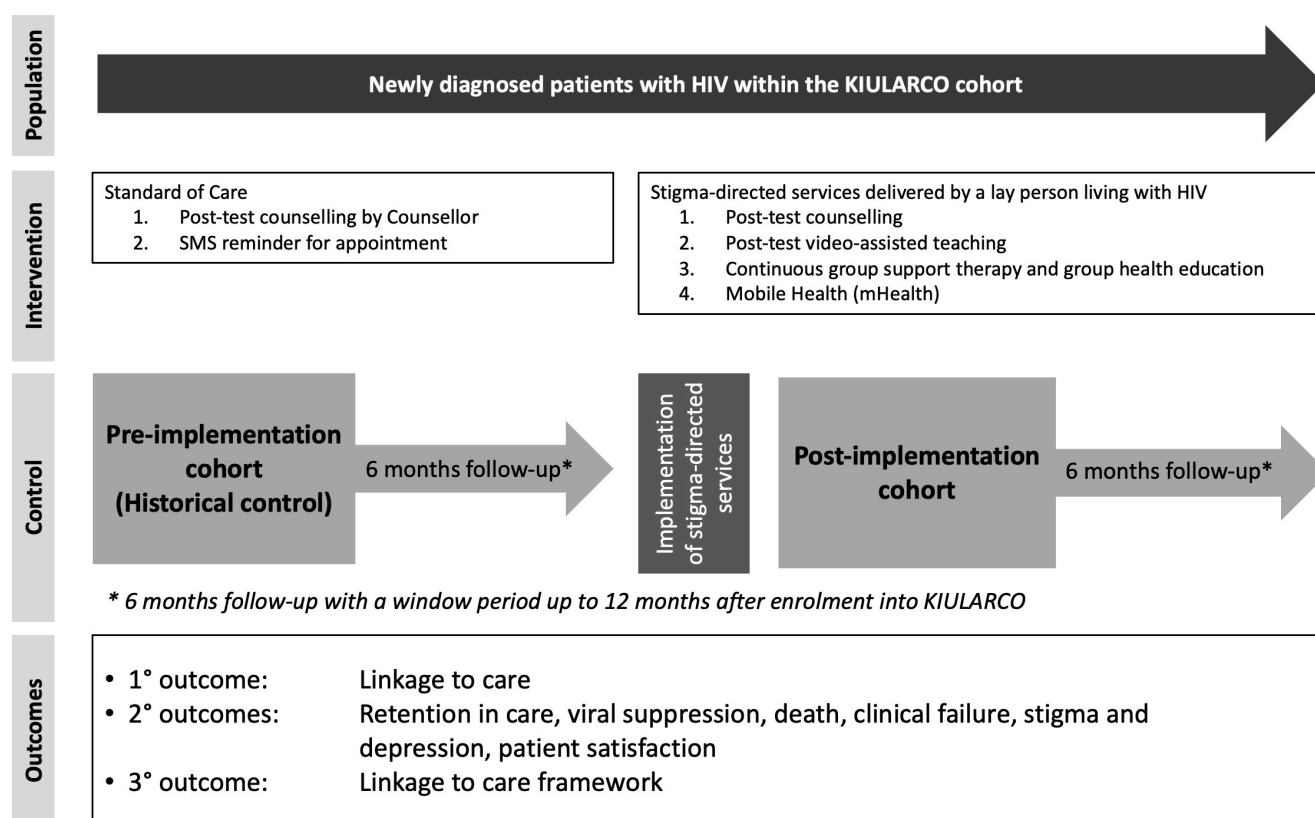 Population
Newly diagnosed patients with HIV within the KIULARCO cohort
Intervention
Standard of Care
1. Post-test counselling by Counsellor
2. SMS reminder for appointment
Stigma-directed services delivered by a lay person living with HIV
1. Post-test counselling
2. Post-test video-assisted teaching
3. Continuous group support therapy and group health education
4. Mobile Health (mHealth)
Control
Pre-implementation
cohort
(Historical control)
6 months follow-up*
Implementation
of stigma-directed
services
Post-implementation
cohort
6 months follow-up*
* 6 months follow-up with a window period up to 12 months after enrolment into KIULARCO
Outcomes
• 1° outcome: Linkage to care
• 2° outcomes: Retention in care, viral suppression, death, clinical failure, stigma and
depression, patient satisfaction
• 3° outcome: Linkage to care framework